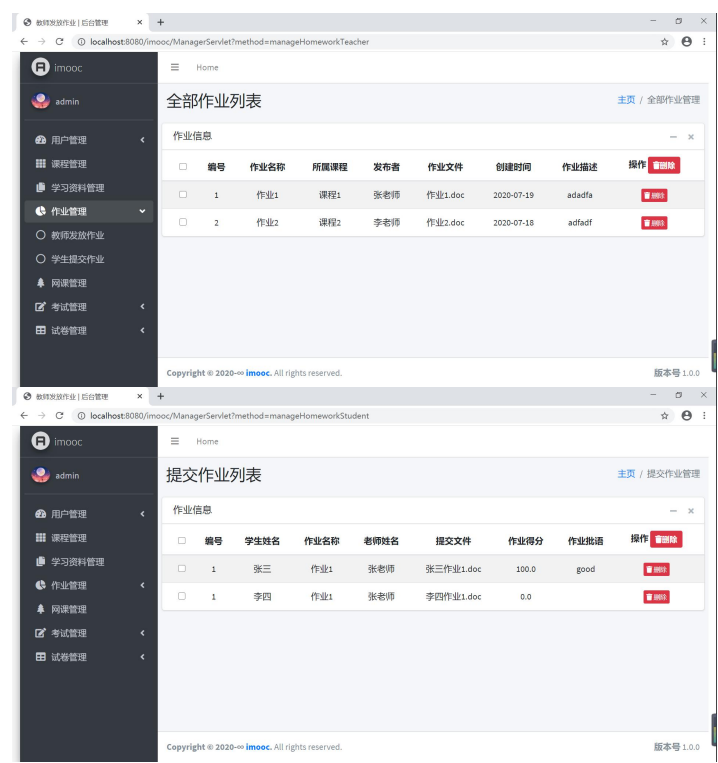 教师发放作业 | 后台管理
localhost:8080/imooc/ManagerServlet?method=manageHomeworkTeacher
imooc
Home
admin
全部作业列表
主页 / 全部作业管理
用户管理
课程管理
学习资料管理
作业管理
教师发放作业
学生提交作业
网课管理
考试管理
试卷管理
作业信息
编号 作业名称 所属课程 发布者 作业文件 创建时间 作业描述 操作 删除
1 作业1 课程1 张老师 作业1.doc 2020-07-19 adadfa 删除
2 作业2 课程2 李老师 作业2.doc 2020-07-18 adfadf 删除
Copyright © 2020-∞ imooc. All rights reserved.
版本号 1.0.0
教师发放作业 | 后台管理
localhost:8080/imooc/ManagerServlet?method=manageHomeworkStudent
imooc
Home
admin
提交作业列表
主页 / 提交作业管理
用户管理
课程管理
学习资料管理
作业管理
网课管理
考试管理
试卷管理
作业信息
编号 学生姓名 作业名称 老师姓名 提交文件 作业得分 作业批语 操作 删除
1 张三 作业1 张老师 张三作业1.doc 100.0 good 删除
1 李四 作业1 张老师 李四作业1.doc 0.0 删除
Copyright © 2020-∞ imooc. All rights reserved.
版本号 1.0.0